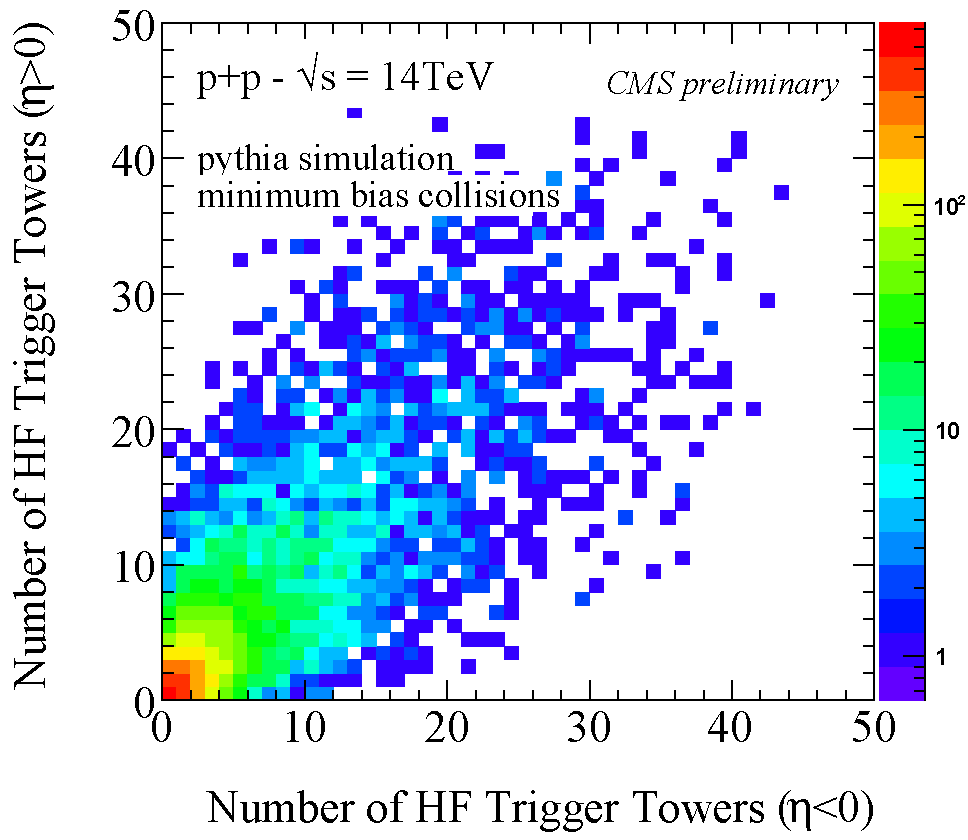 50
p+p - √s = 14TeV
CMS preliminary
40
pythia simulation
minimum bias collisions
10²
30
20
10
10
1
0
0 10 20 30 40 50
Number of HF Trigger Towers (η<0)
Number of HF Trigger Towers (η>0)